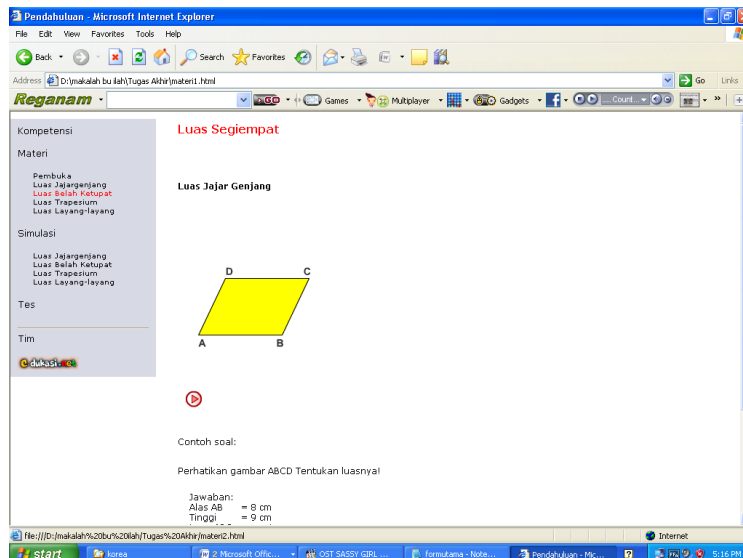 Pendahuluan - Microsoft Internet Explorer
File Edit View Favorites Tools Help
Back Search Favorites
Address D:\makalah bu ilah\Tugas Akhir\materi1.html Go Links
Reganam GO Games Multiplayer Gadgets ...Count...
Kompetensi
Materi
Pembuka
Luas Jajargenjang
Luas Belah Ketupat
Luas Trapesium
Luas Layang-layang
Simulasi
Luas Jajargenjang
Luas Belah Ketupat
Luas Trapesium
Luas Layang-layang
Tes
Tim
edukasi.net
Luas Segiempat
Luas Jajar Genjang
D C
A B
Contoh soal:
Perhatikan gambar ABCD Tentukan luasnya!
Jawaban:
Alas AB = 8 cm
Tinggi = 9 cm
file:///D:/makalah%20bu%20ilah/Tugas%20Akhir/materi2.html Internet
start korea 2 Microsoft Offic... OST SASSY GIRL ... formutama - Note... Pendahuluan - Mic... 5:16 PM